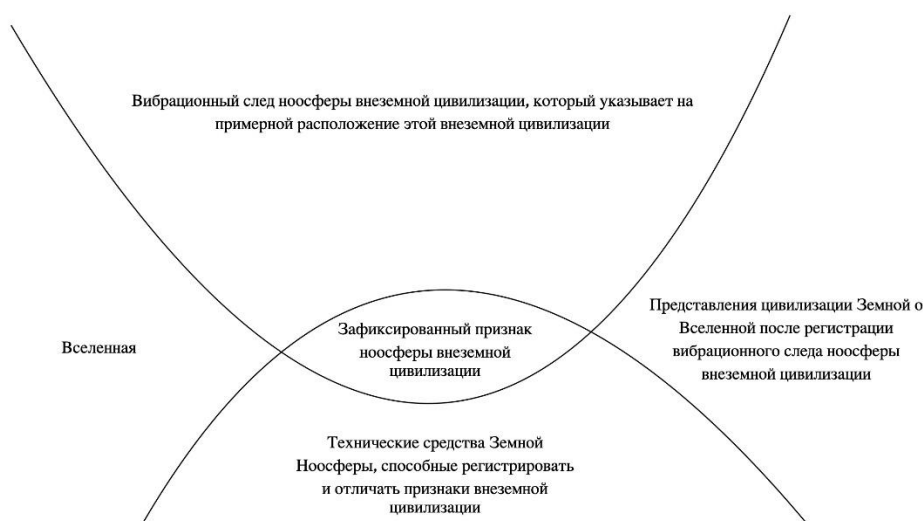 Вибрационный след ноосферы внеземной цивилизации, который указывает на
примерной расположение этой внеземной цивилизации
Вселенная
Зафиксированный признак
ноосферы внеземной
цивилизации
Представления цивилизации Земной о
Вселенной после регистрации
вибрационного следа ноосферы
внеземной цивилизации
Технические средства Земной
Ноосферы, способные регистрировать
и отличать признаки внеземной
цивилизации